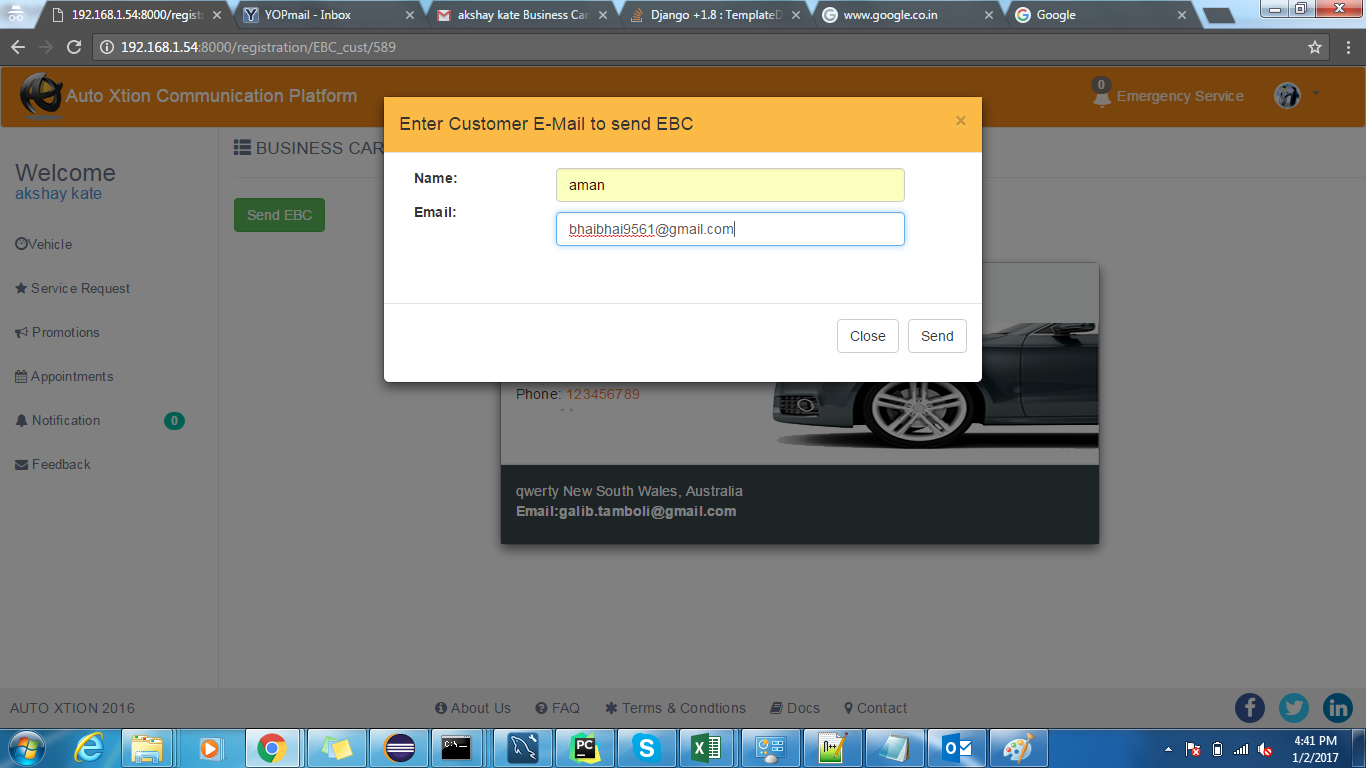 192.168.1.54:8000/registr
YOPmail - Inbox
akshay kate Business Car
Django +1.8 : TemplateD
www.google.co.in
Google
192.168.1.54:8000/registration/EBC_cust/589
Auto Xtion Communication Platform
0
Emergency Service
Enter Customer E-Mail to send EBC
×
Welcome
akshay kate
BUSINESS CAR
Name:
aman
Send EBC
Email:
bhaibhai9561@gmail.com
Vehicle
Service Request
Promotions
Close
Send
Appointments
Phone: 123456789
Notification
0
Feedback
qwerty New South Wales, Australia
Email:galib.tamboli@gmail.com
AUTO XTION 2016
About Us
FAQ
Terms & Condtions
Docs
Contact
4:41 PM
1/2/2017